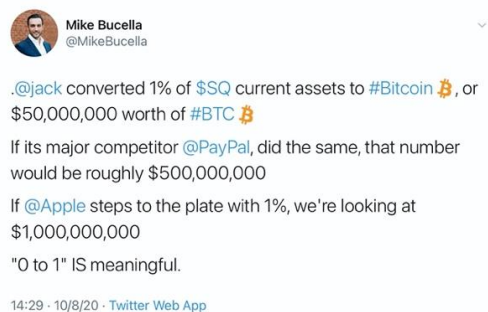 Mike Bucella
@MikeBucella
.@jack converted 1% of $SQ current assets to #Bitcoin ₿, or
$50,000,000 worth of #BTC ₿
If its major competitor @PayPal, did the same, that number
would be roughly $500,000,000
If @Apple steps to the plate with 1%, we're looking at
$1,000,000,000
"0 to 1" IS meaningful.
14:29 · 10/8/20 · Twitter Web App